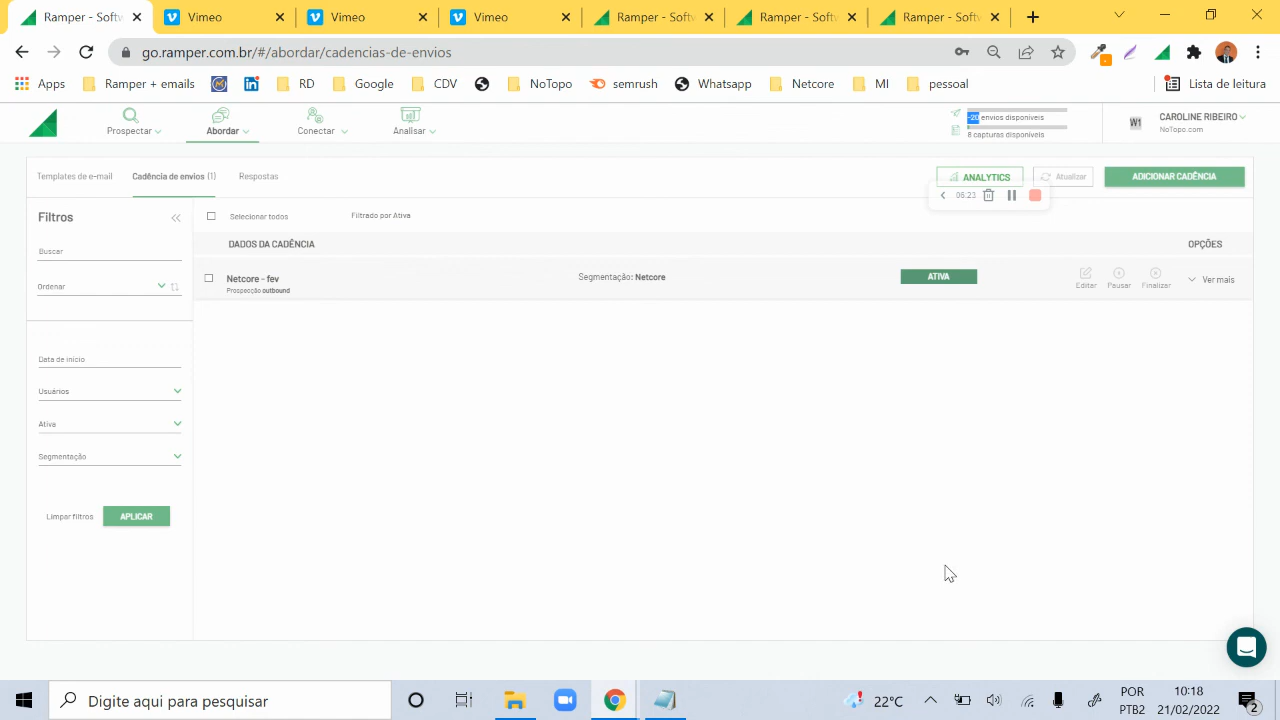 Ramper - Softw
Vimeo
Vimeo
Vimeo
Ramper - Softw
Ramper - Softw
Ramper - Softw
go.ramper.com.br/#/abordar/cadencias-de-envios
Apps
Ramper + emails
RD
Google
CDV
NoTopo
semrush
Whatsapp
Netcore
MI
pessoal
Lista de leitura
Prospectar
Abordar
Conectar
Analisar
-20 envios disponíveis
8 capturas disponíveis
CAROLINE RIBEIRO
NoTopo.com
Templates de e-mail
Cadência de envios (1)
Respostas
ANALYTICS
Atualizar
ADICIONAR CADÊNCIA
06:23
Filtros
Selecionar todos
Filtrado por Ativa
DADOS DA CADÊNCIA
OPÇÕES
Buscar
Ordenar
Netcore - fev
Prospecção outbound
Segmentação: Netcore
ATIVA
Editar
Pausar
Finalizar
Ver mais
Data de início
Usuários
Ativa
Segmentação
Limpar filtros
APLICAR
Digite aqui para pesquisar
22°C
POR
PTB2
10:18
21/02/2022
2